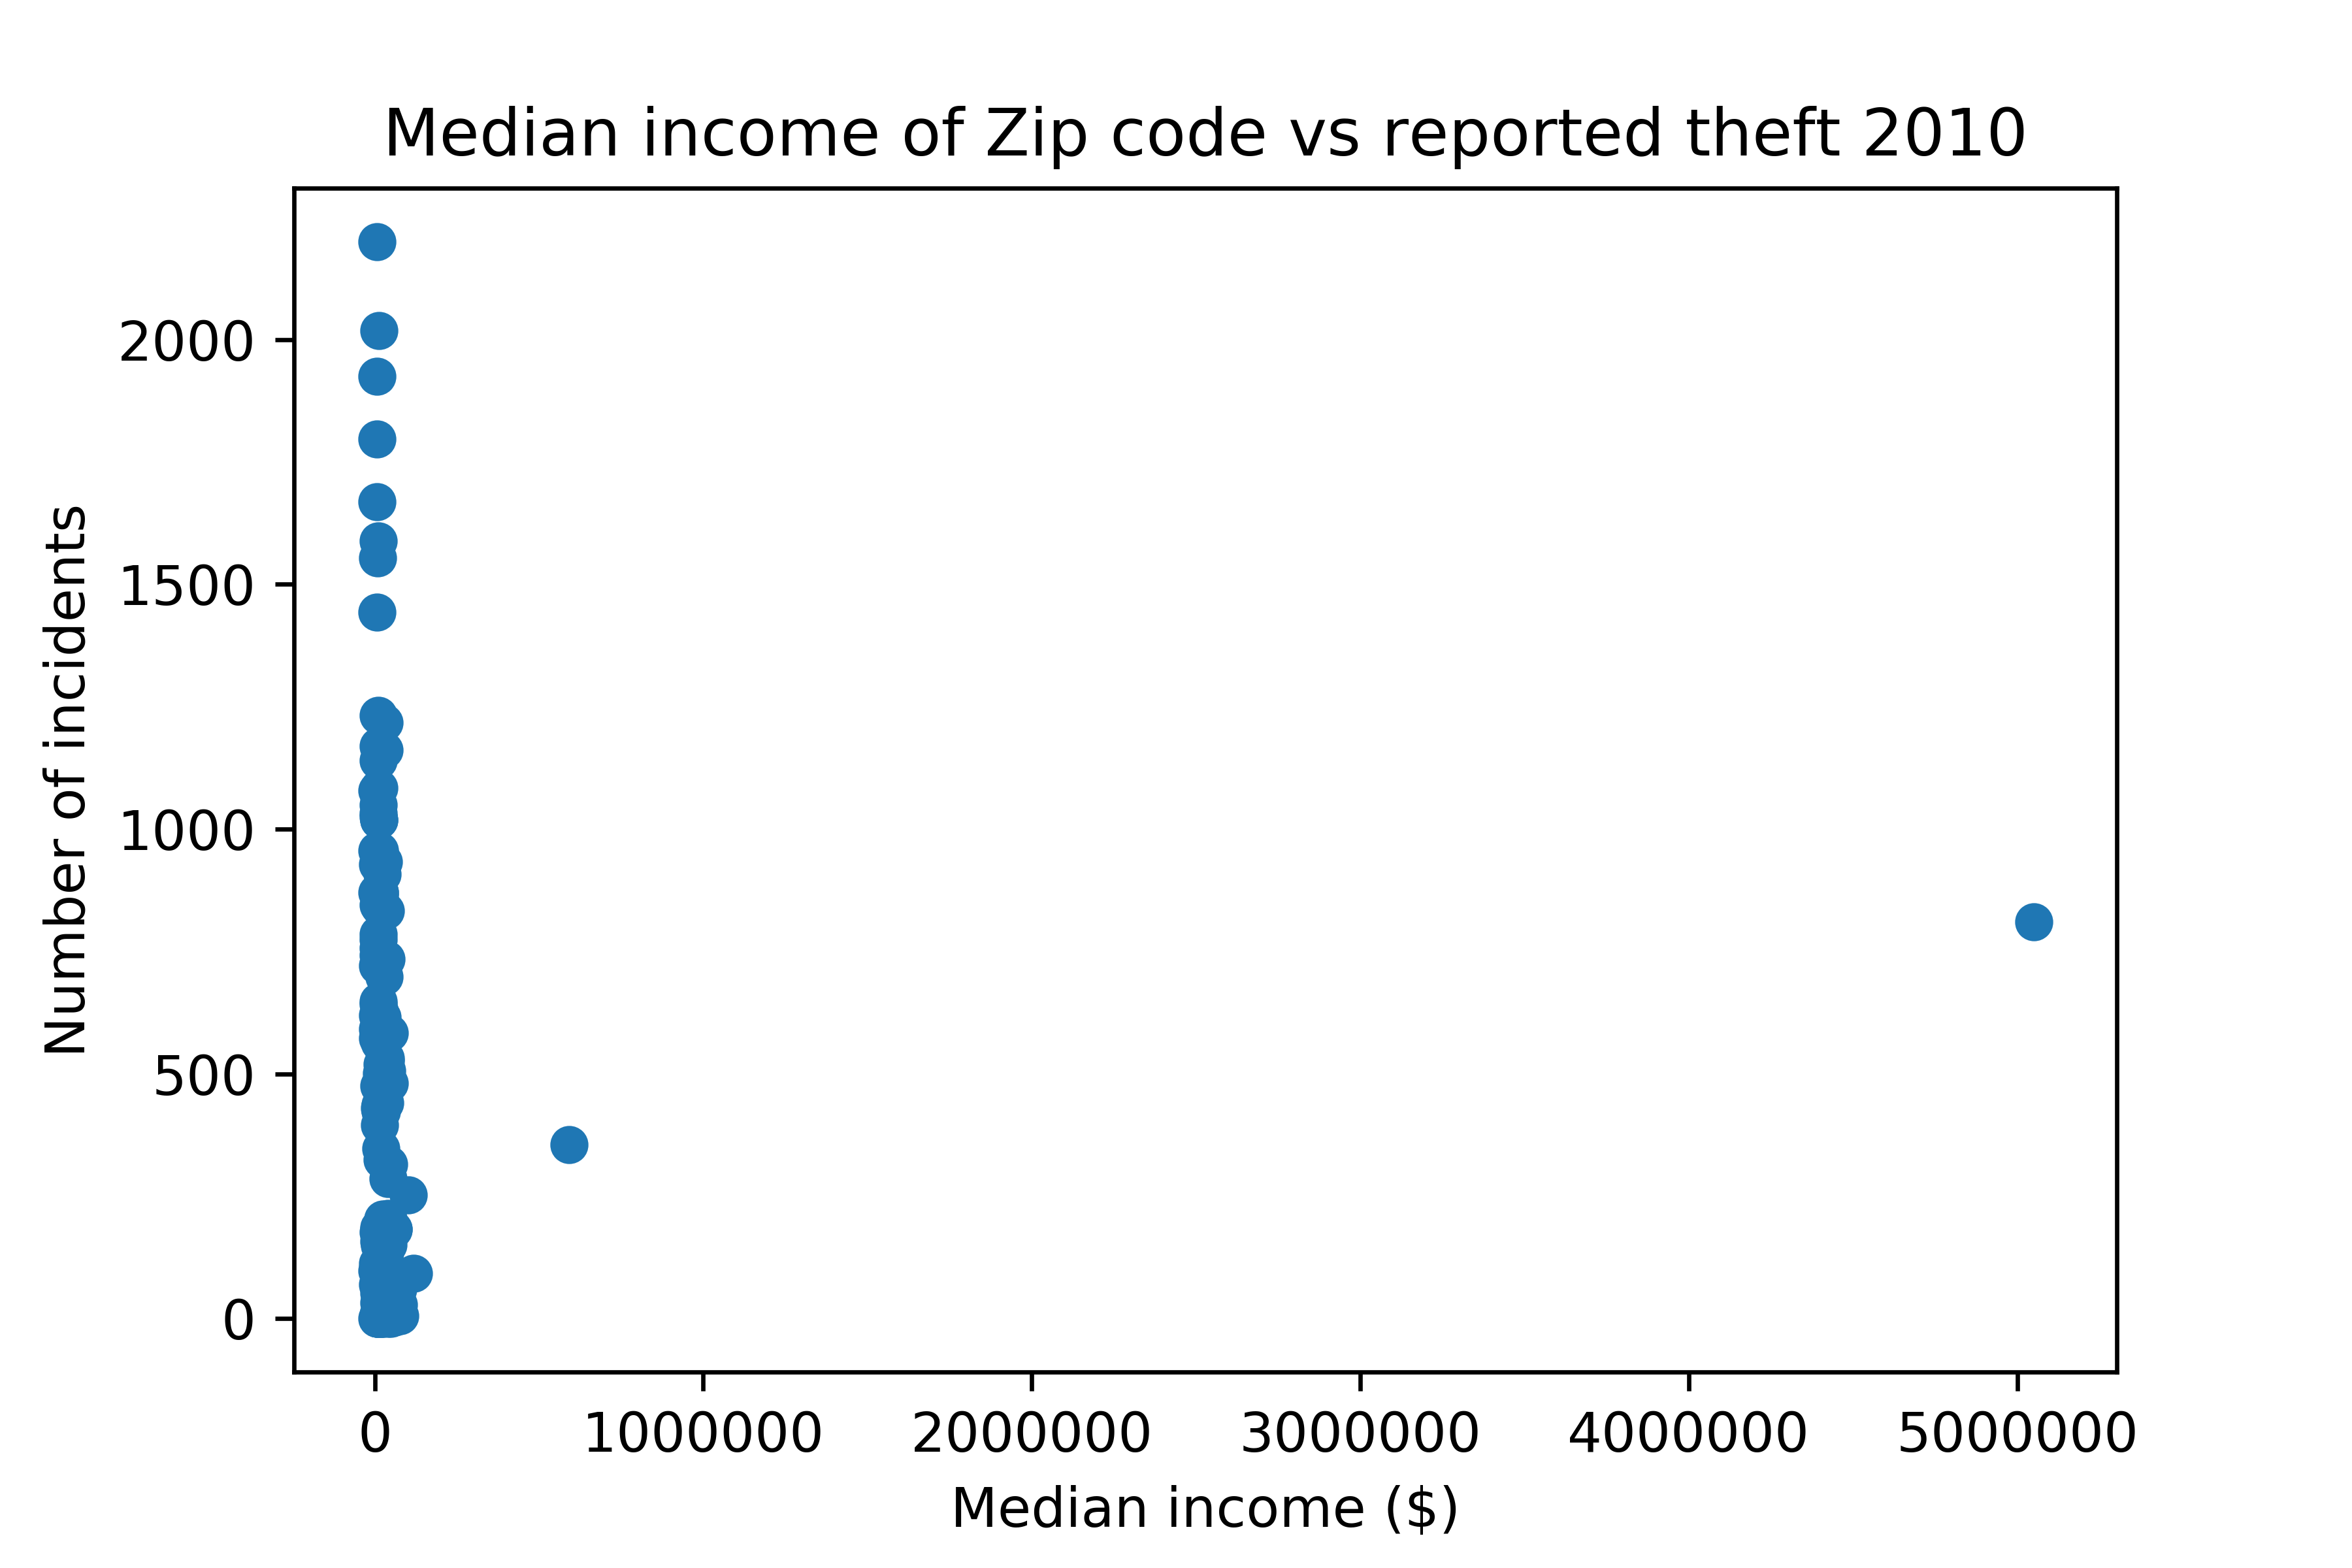 Median income of Zip code vs reported theft 2010
Number of incidents
2000
1500
1000
500
0
0 1000000 2000000 3000000 4000000 5000000
Median income ($)